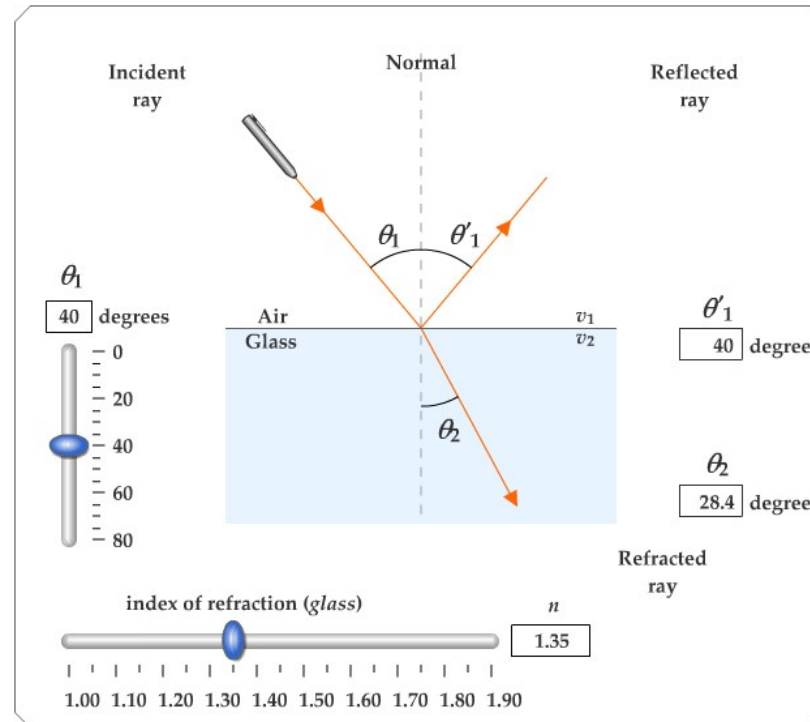 Incident
ray
Normal
Reflected
ray
θ1
θ′1
θ1
40 degrees
Air
v1
Glass
v2
θ′1
40 degree
0
20
40
60
80
θ2
θ2
28.4 degree
Refracted
ray
index of refraction (glass)
n
1.35
1.00 1.10 1.20 1.30 1.40 1.50 1.60 1.70 1.80 1.90